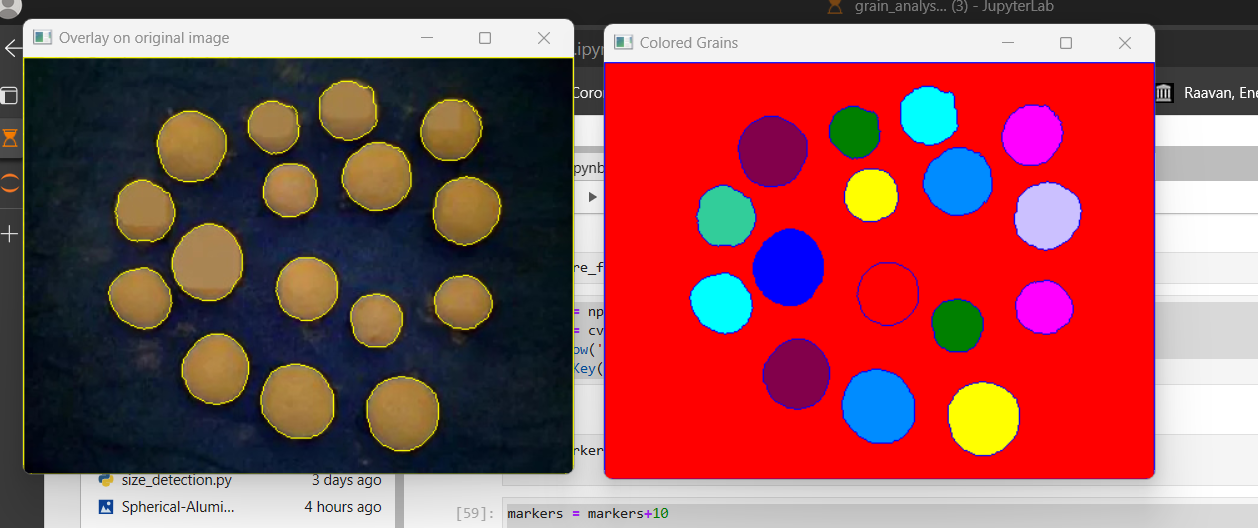 grain_analys... (3) - JupyterLab
Overlay on original image
Colored Grains
.ipyn
Coron
Raavan, Ene
pynb
re_f
= np
= cv
ow('
Key(
rker
size_detection.py 3 days ago
Spherical-Alumi... 4 hours ago
[59]: markers = markers+10